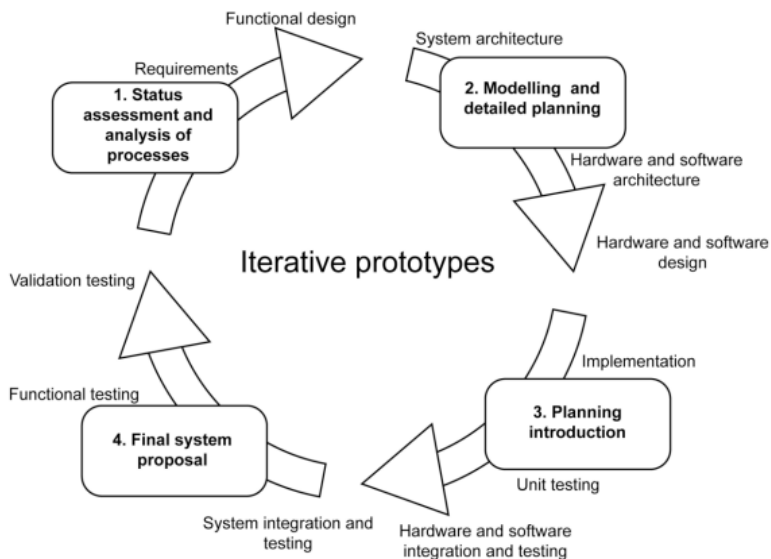 Functional design
Requirements
1. Status
assessment and
analysis of
processes
System architecture
2. Modelling and
detailed planning
Hardware and software
architecture
Hardware and software
design
Iterative prototypes
Implementation
3. Planning
introduction
Unit testing
Hardware and software
integration and testing
System integration and
testing
4. Final system
proposal
Functional testing
Validation testing